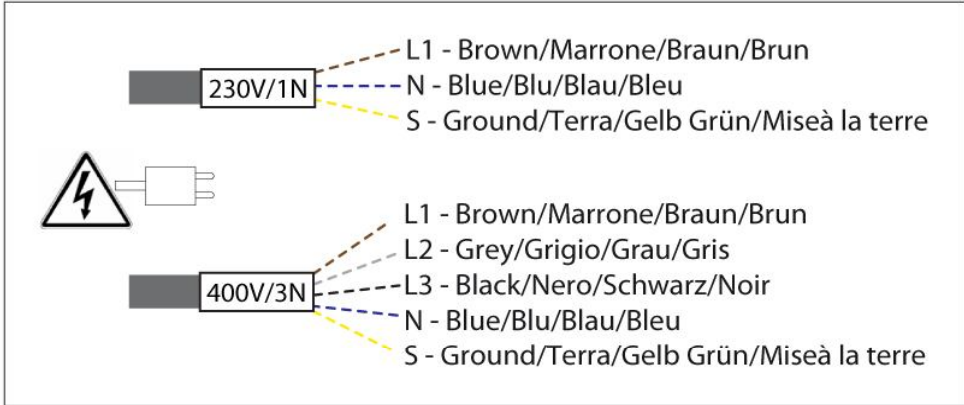 L1 - Brown/Marrone/Braun/Brun
230V/1N
N - Blue/Blu/Blau/Bleu
S - Ground/Terra/Gelb Grün/Miseà la terre
L1 - Brown/Marrone/Braun/Brun
L2 - Grey/Grigio/Grau/Gris
400V/3N
L3 - Black/Nero/Schwarz/Noir
N - Blue/Blu/Blau/Bleu
S - Ground/Terra/Gelb Grün/Miseà la terre